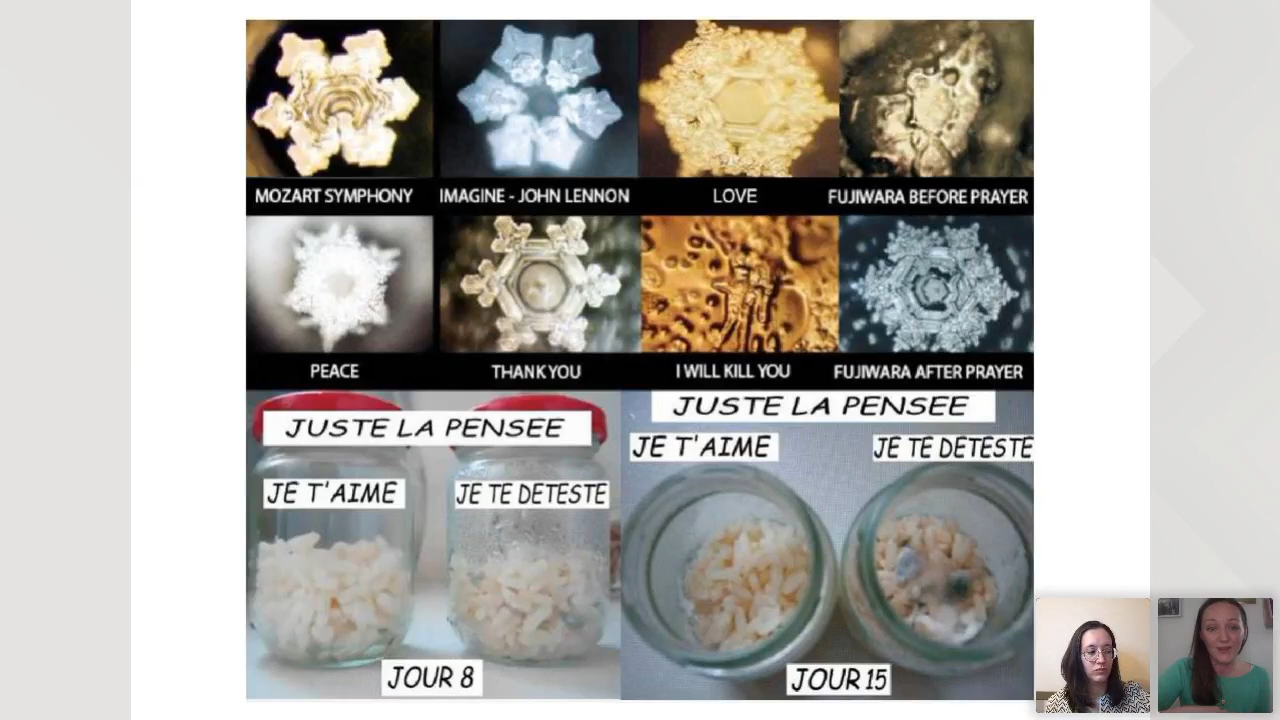 MOZART SYMPHONY
IMAGINE - JOHN LENNON
LOVE
FUJIWARA BEFORE PRAYER
PEACE
THANK YOU
I WILL KILL YOU
FUJIWARA AFTER PRAYER
JUSTE LA PENSEE
JE T'AIME
JE TE DETESTE
JOUR 8
JUSTE LA PENSEE
JE T'AIME
JE TE DETESTE
JOUR 15